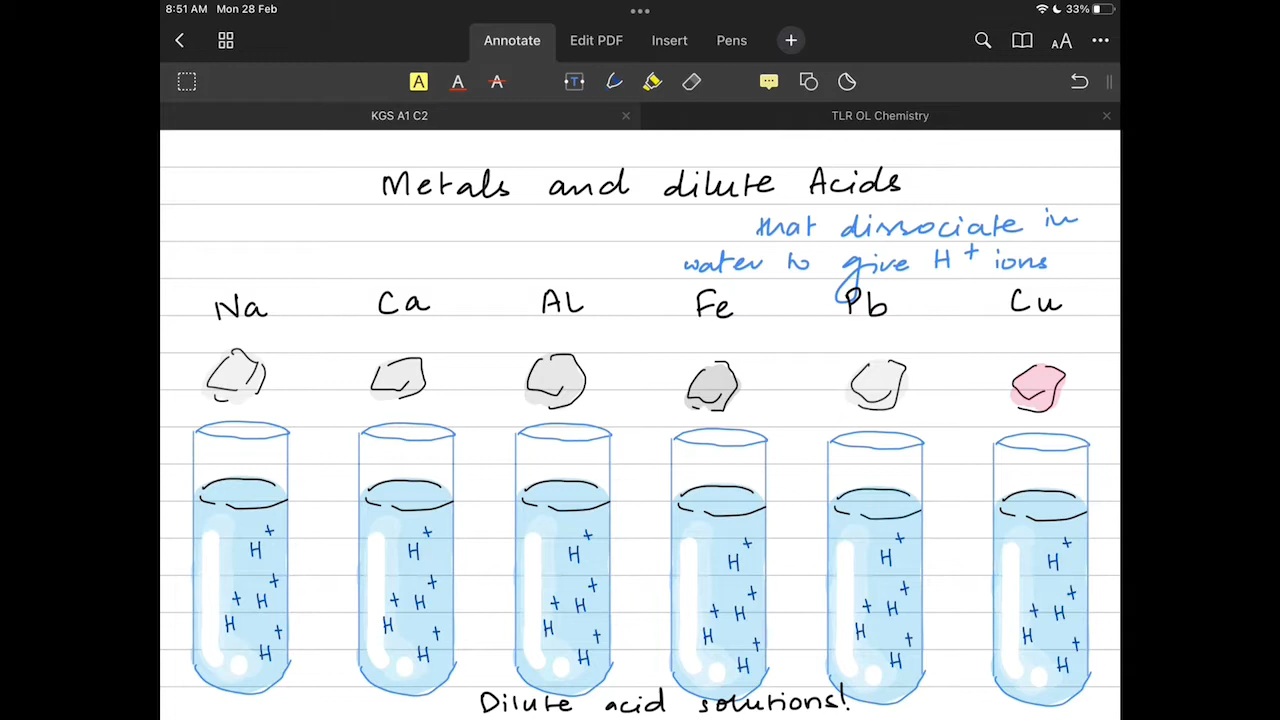 8:51 AM Mon 28 Feb
33%
Annotate Edit PDF Insert Pens
A A A T
AA
KGS A1 C2
TLR OL Chemistry
Metals and dilute Acids
that dissociate in
water to give H+ ions
Na Ca Al Fe Pb Cu
H+ H+ H+ H+ H+ H+
+H H+ +H H+ +H H+ +H H+ +H H+ +H H+
H+ H+ H+ H+ H+ H+
Dilute acid solutions!